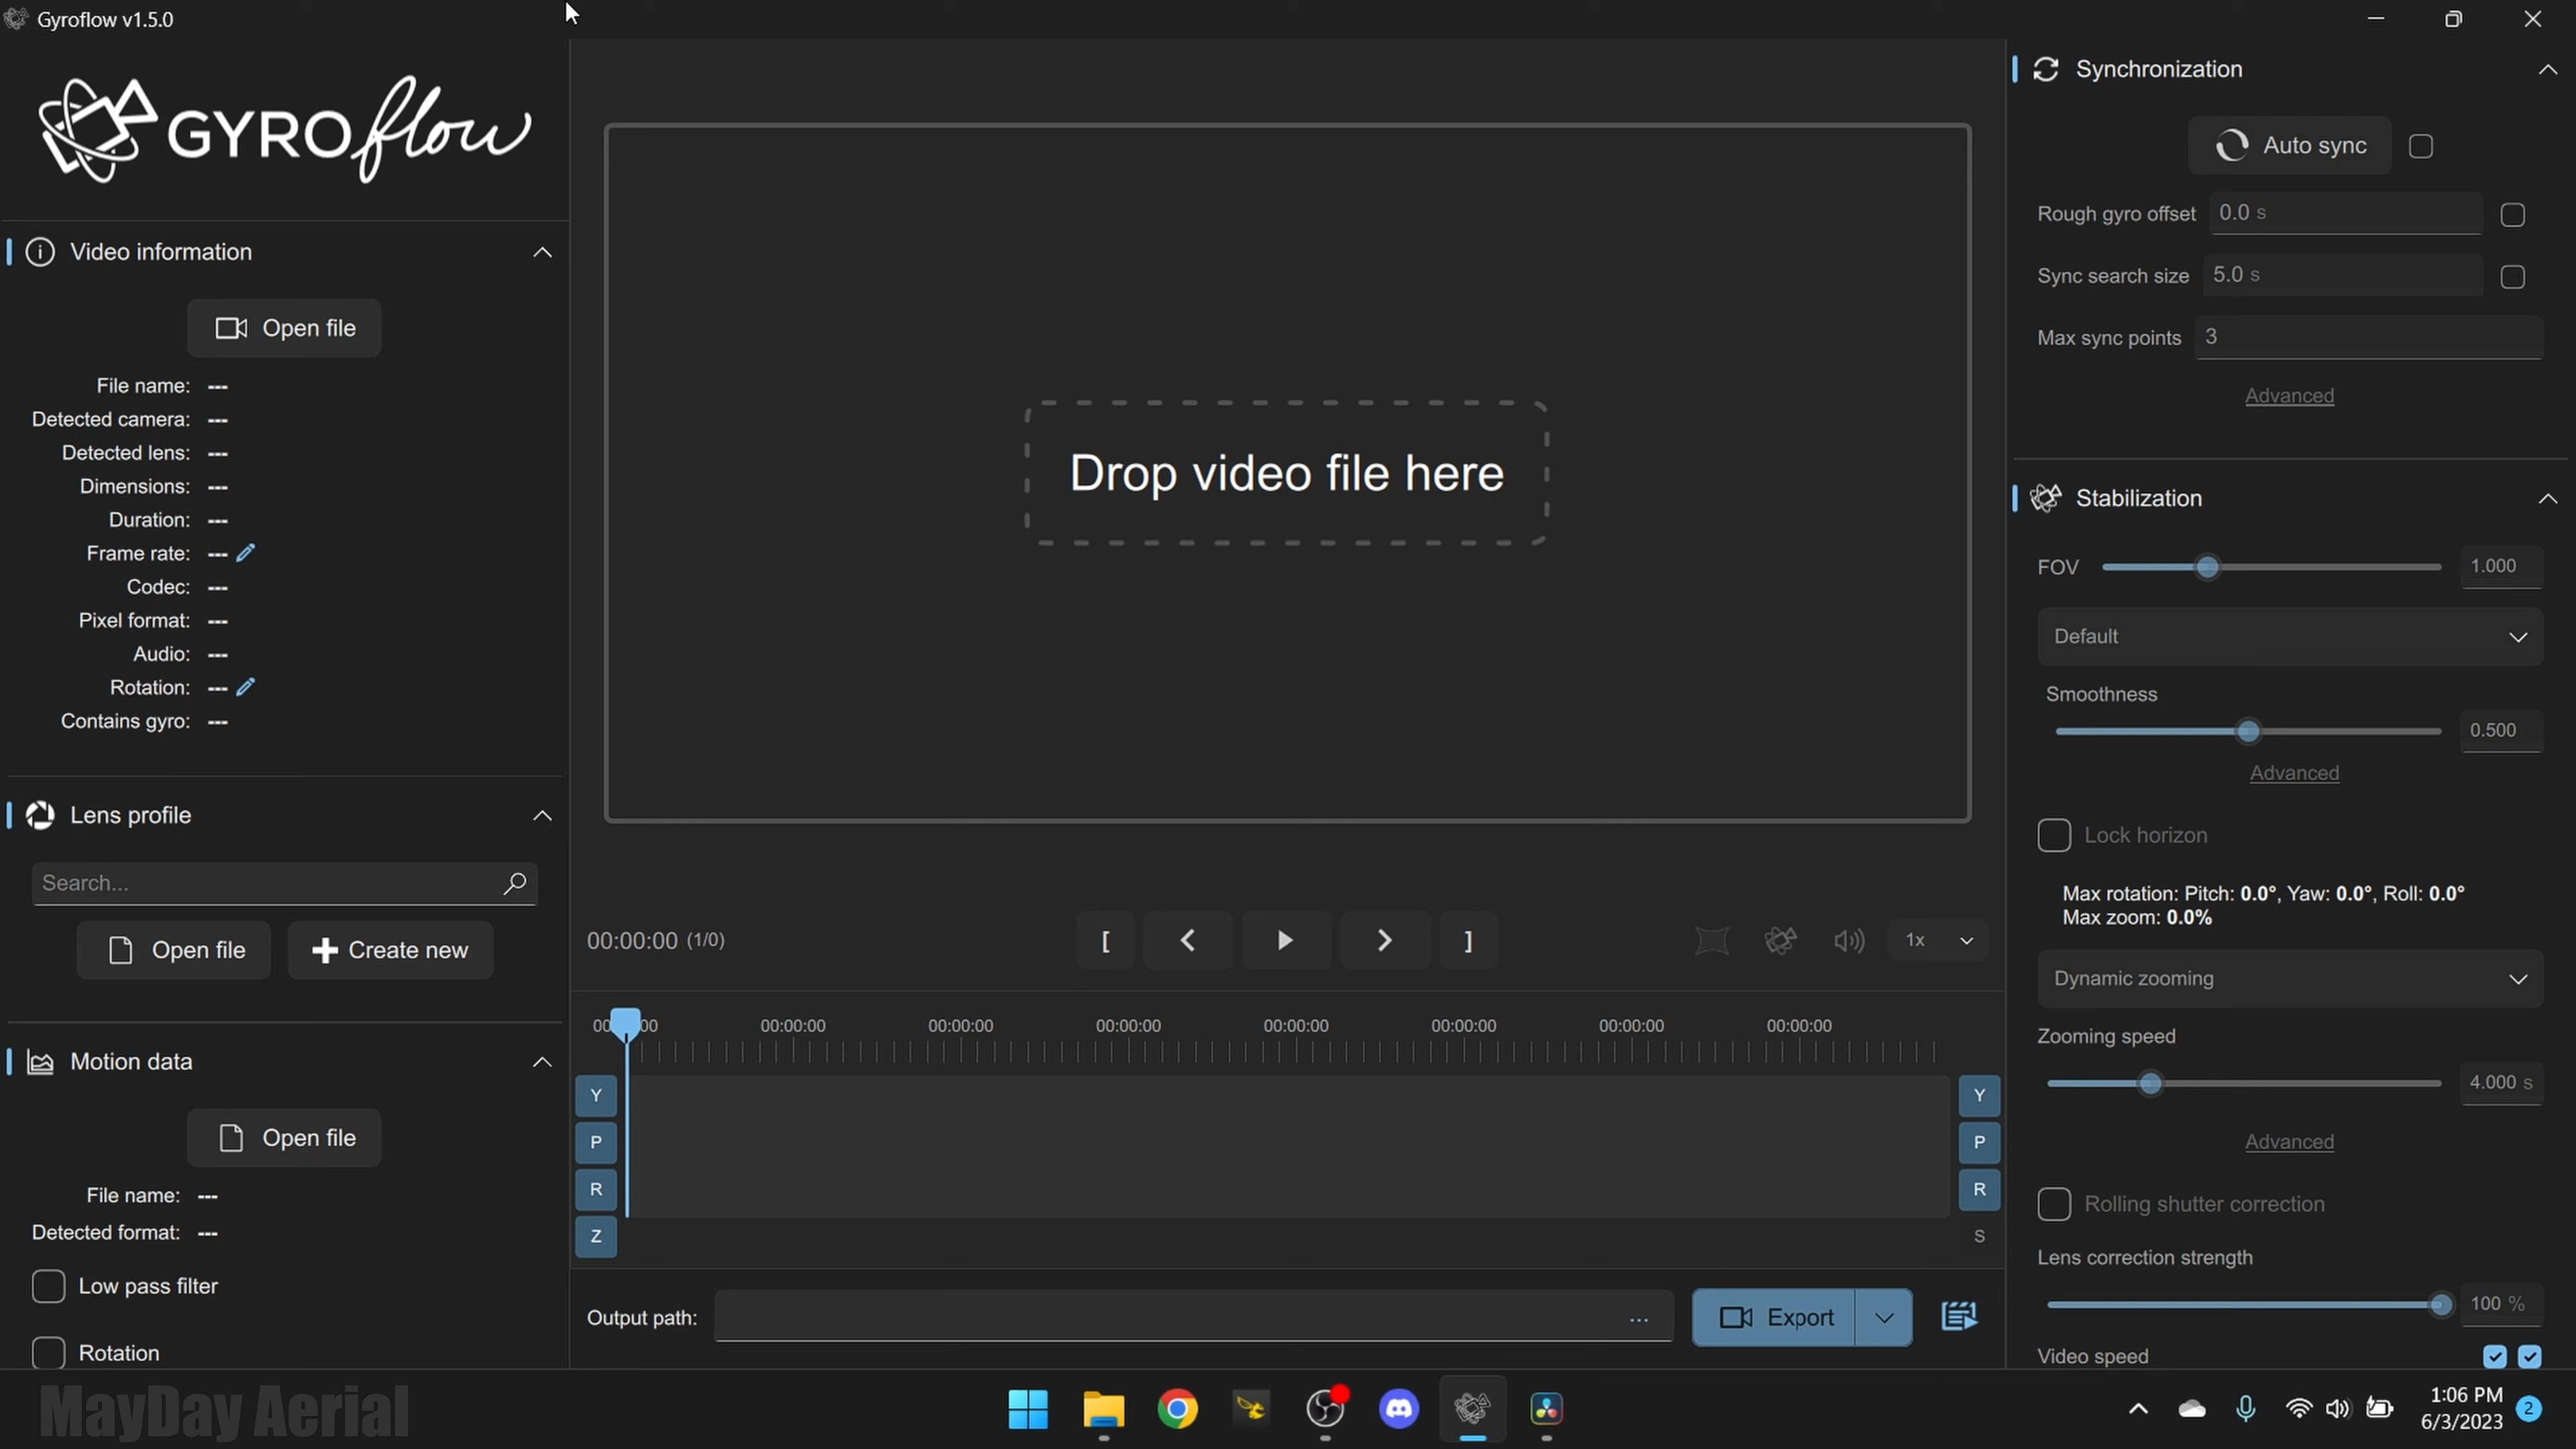 Gyroflow v1.5.0
GYROflow
Video information
Open file
File name: ---
Detected camera: ---
Detected lens: ---
Dimensions: ---
Duration: ---
Frame rate: ---
Codec: ---
Pixel format: ---
Audio: ---
Rotation: ---
Contains gyro: ---
Lens profile
Search...
Open file
Create new
Motion data
Open file
File name: ---
Detected format: ---
Low pass filter
Rotation
Drop video file here
00:00:00 (1/0)
[
]
1x
00:00:00 00:00:00 00:00:00 00:00:00 00:00:00 00:00:00 00:00:00
Y
P
R
Z
Y
P
R
S
Output path:
...
Export
Synchronization
Auto sync
Rough gyro offset 0.0 s
Sync search size 5.0 s
Max sync points 3
Advanced
Stabilization
FOV 1.000
Default
Smoothness
0.500
Advanced
Lock horizon
Max rotation: Pitch: 0.0°, Yaw: 0.0°, Roll: 0.0°
Max zoom: 0.0%
Dynamic zooming
Zooming speed
4.000 s
Advanced
Rolling shutter correction
Lens correction strength
100 %
Video speed
MayDay Aerial
1:06 PM
6/3/2023
2